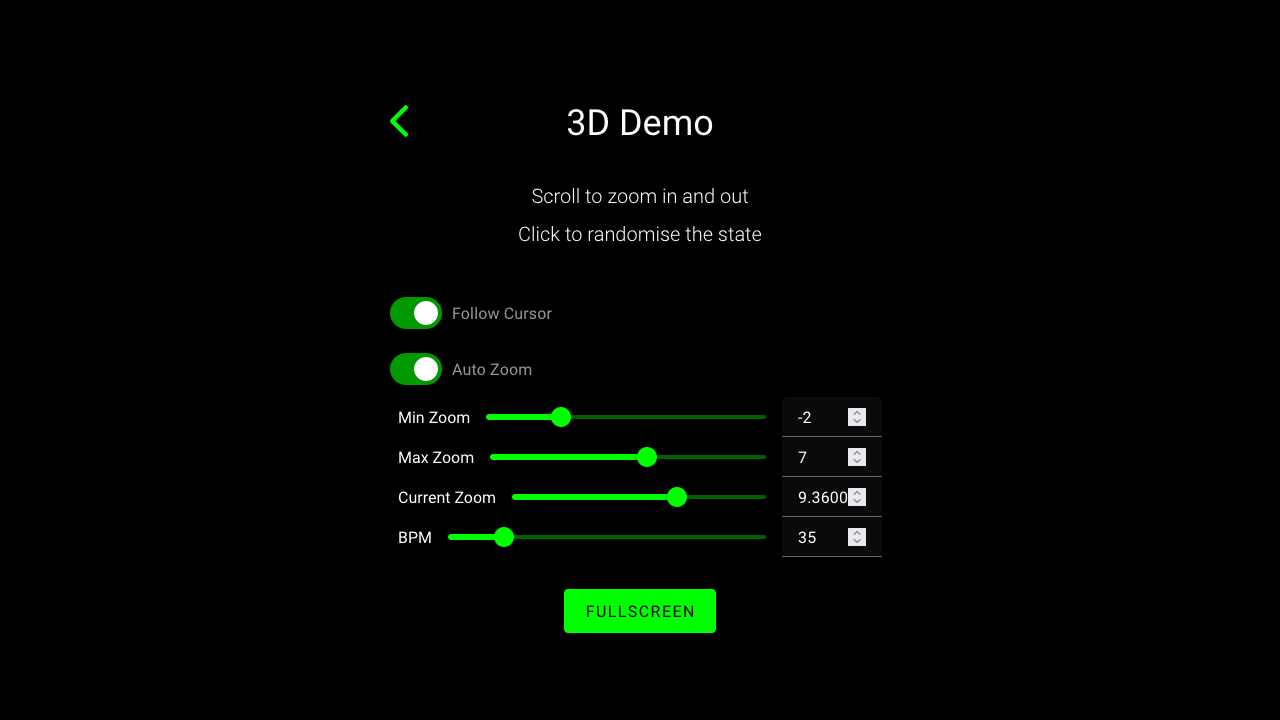 3D Demo
Scroll to zoom in and out
Click to randomise the state
Follow Cursor
Auto Zoom
Min Zoom -2
Max Zoom 7
Current Zoom 9.3600
BPM 35
FULLSCREEN